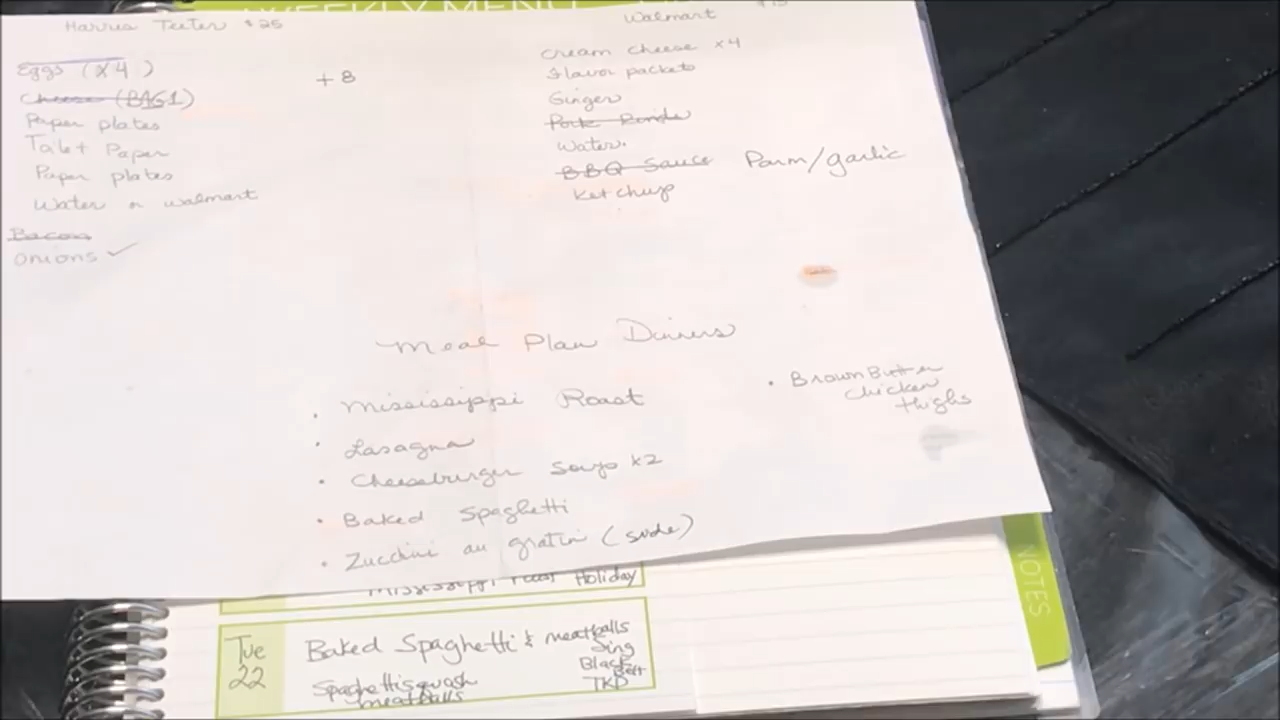 WEEKLY MENU
Harris Teeter $25
Eggs (x4)
+8
Cheese (BAG1)
Paper plates
Toilet Paper
Paper plates
Water or walmart
Bacon
Onions ✓
Walmart $15
Cream cheese x4
Flavor packets
Ginger
Pork Rinds
Water.
BBQ Sauce Parm/garlic
Ketchup
Meal Plan Dinners
• Mississippi Roast
• Lasagna
• Cheeseburger Soup x2
• Baked Spaghetti
• Zucchini au gratin (side)
• Brown Butter
Chicken
thighs
Mississippi Roast Holiday
Tue
22
Baked Spaghetti & meatballs
Spaghetti squash
meatballs
Sing
Black
Belt
TKD
NOTES